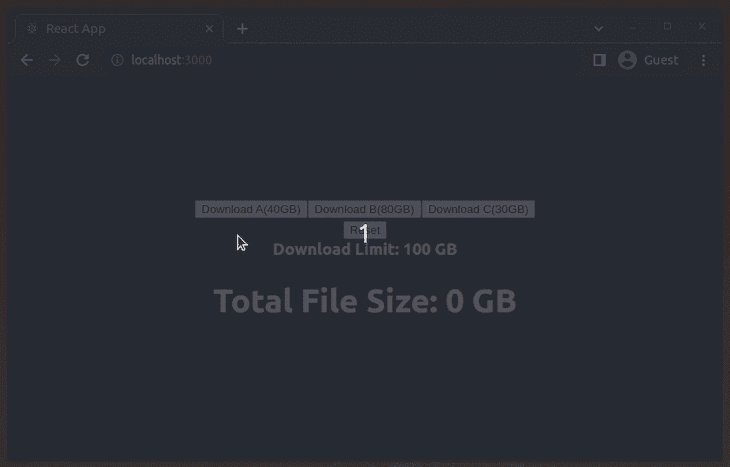 React App
localhost:3000
Guest
Download A(40GB) Download B(80GB) Download C(30GB)
Reset
1
Download Limit: 100 GB
Total File Size: 0 GB